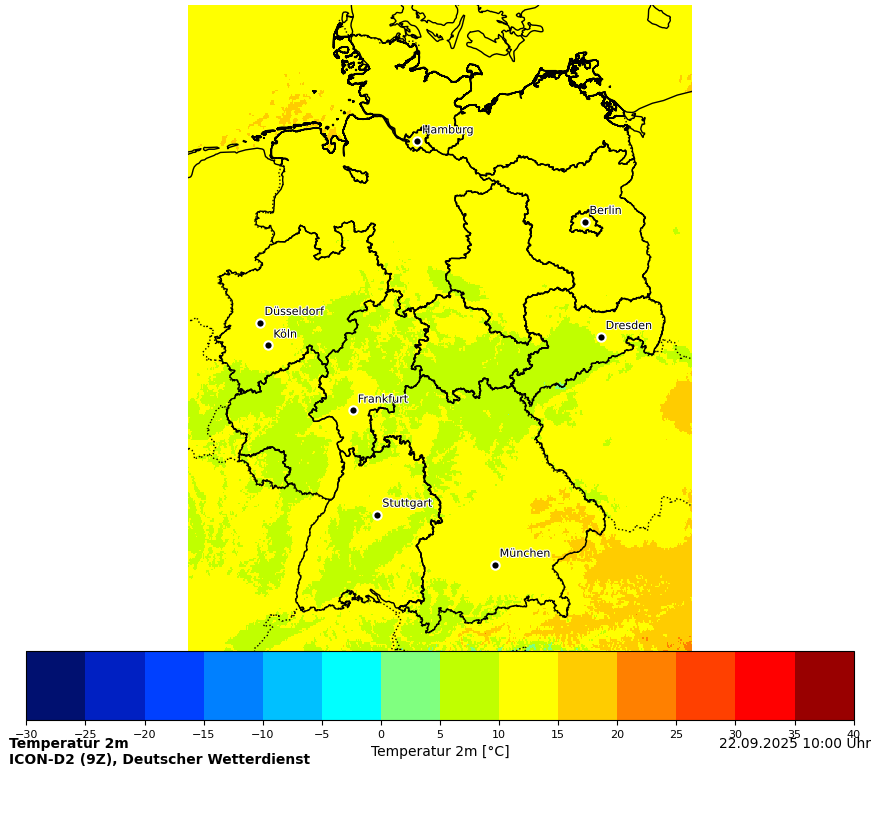 Hamburg
Berlin
Düsseldorf
Köln
Dresden
Frankfurt
Stuttgart
München
−30 −25 −20 −15 −10 −5 0 5 10 15 20 25 30 35 40
Temperatur 2m
ICON-D2 (9Z), Deutscher Wetterdienst
Temperatur 2m [°C]
22.09.2025 10:00 Uhr